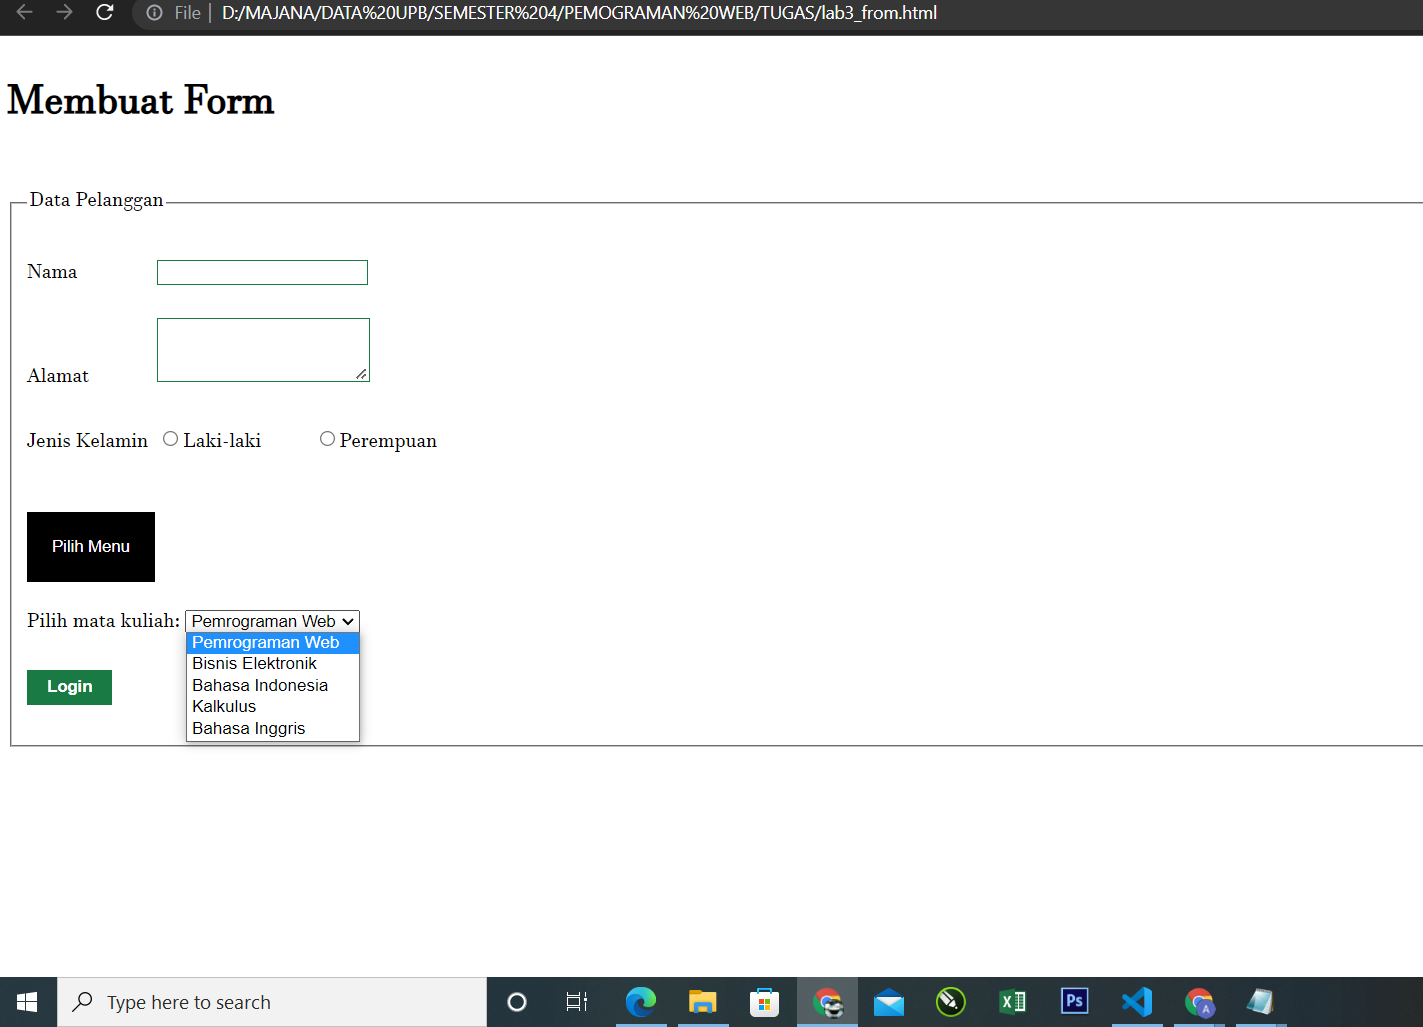 File | D:/MAJANA/DATA%20UPB/SEMESTER%204/PEMOGRAMAN%20WEB/TUGAS/lab3_from.html
Membuat Form
Data Pelanggan
Nama
Alamat
Jenis Kelamin Laki-laki Perempuan
Pilih Menu
Pilih mata kuliah: Pemrograman Web
Pemrograman Web
Bisnis Elektronik
Bahasa Indonesia
Kalkulus
Bahasa Inggris
Login
Type here to search
Ps
A